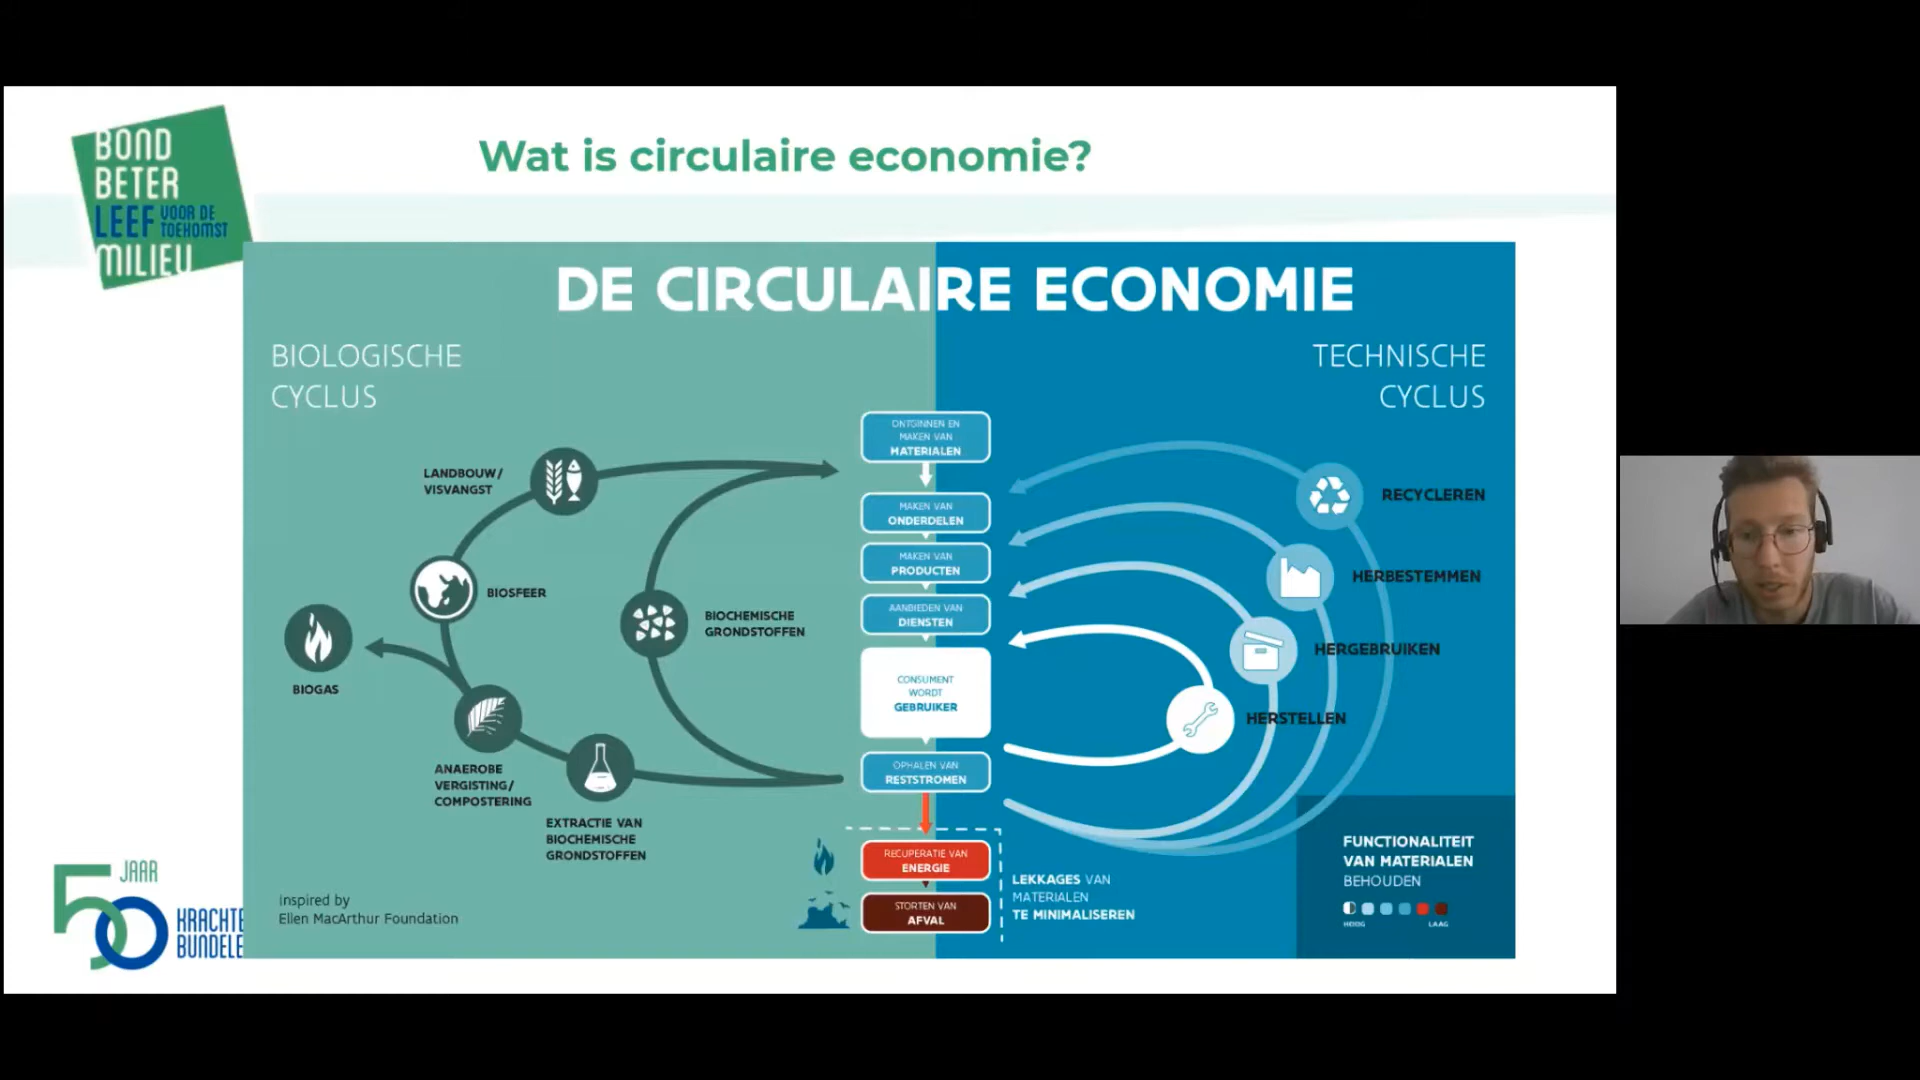 BOND
BETER
LEEF VOOR DE
TOEKOMST
MILIEU
Wat is circulaire economie?
DE CIRCULAIRE ECONOMIE
BIOLOGISCHE
CYCLUS
TECHNISCHE
CYCLUS
LANDBOUW/
VISVANGST
BIOSFEER
BIOGAS
BIOCHEMISCHE
GRONDSTOFFEN
ANAEROBE
VERGISTING/
COMPOSTERING
EXTRACTIE VAN
BIOCHEMISCHE
GRONDSTOFFEN
ONTGINNEN EN
MAKEN VAN
MATERIALEN
MAKEN VAN
ONDERDELEN
MAKEN VAN
PRODUCTEN
AANBIEDEN VAN
DIENSTEN
CONSUMENT
WORDT
GEBRUIKER
OPHALEN VAN
RESTSTROMEN
RECUPERATIE VAN
ENERGIE
STORTEN VAN
AFVAL
RECYCLEREN
HERBESTEMMEN
HERGEBRUIKEN
HERSTELLEN
LEKKAGES VAN
MATERIALEN
TE MINIMALISEREN
FUNCTIONALITEIT
VAN MATERIALEN
BEHOUDEN
HOOG LAAG
Inspired by
Ellen MacArthur Foundation
50 JAAR
KRACHTE
BUNDELE